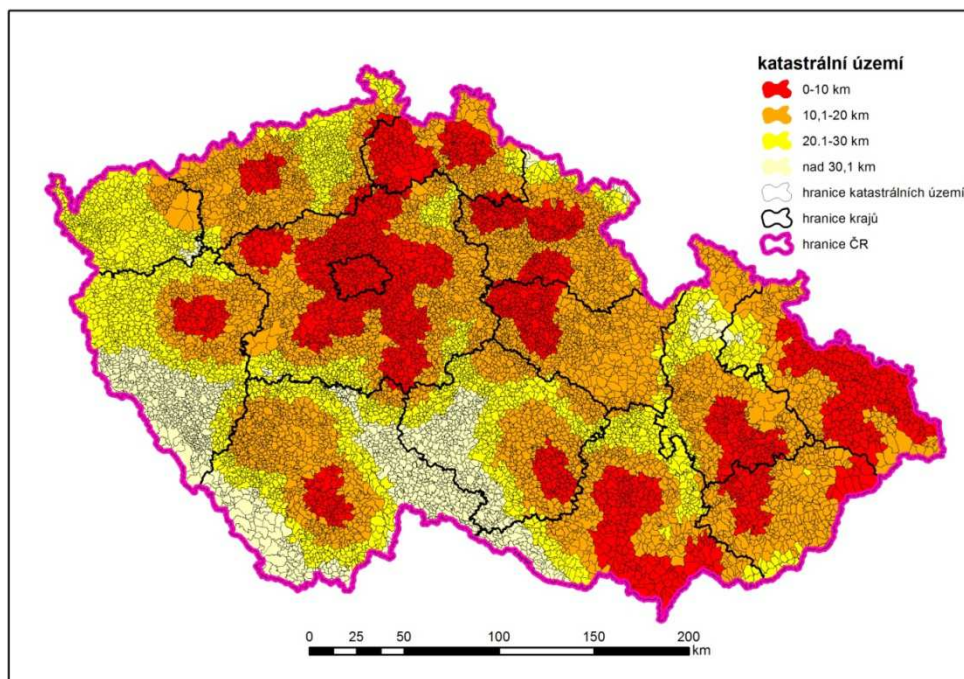 katastrální území
0-10 km
10,1-20 km
20.1-30 km
nad 30,1 km
hranice katastrálních území
hranice krajů
hranice ČR
0 25 50 100 150 200
km